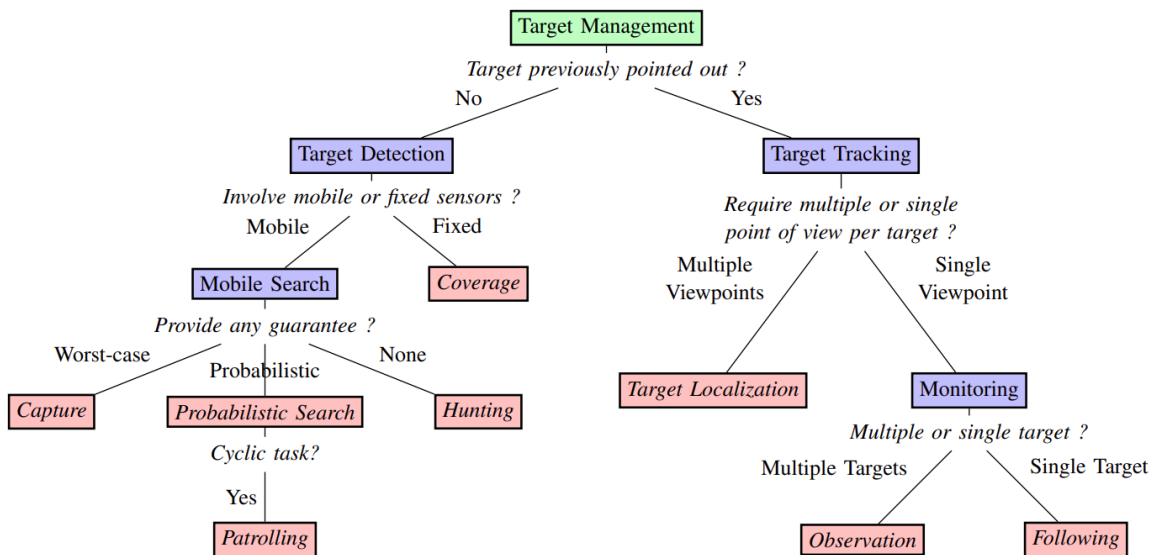 Target Management
Target previously pointed out ?
No
Yes
Target Detection
Target Tracking
Involve mobile or fixed sensors ?
Require multiple or single
point of view per target ?
Mobile
Fixed
Multiple
Viewpoints
Single
Viewpoint
Mobile Search
Coverage
Provide any guarantee ?
Worst-case
Probabilistic
None
Capture
Probabilistic Search
Hunting
Target Localization
Monitoring
Cyclic task?
Multiple or single target ?
Yes
Multiple Targets
Single Target
Patrolling
Observation
Following